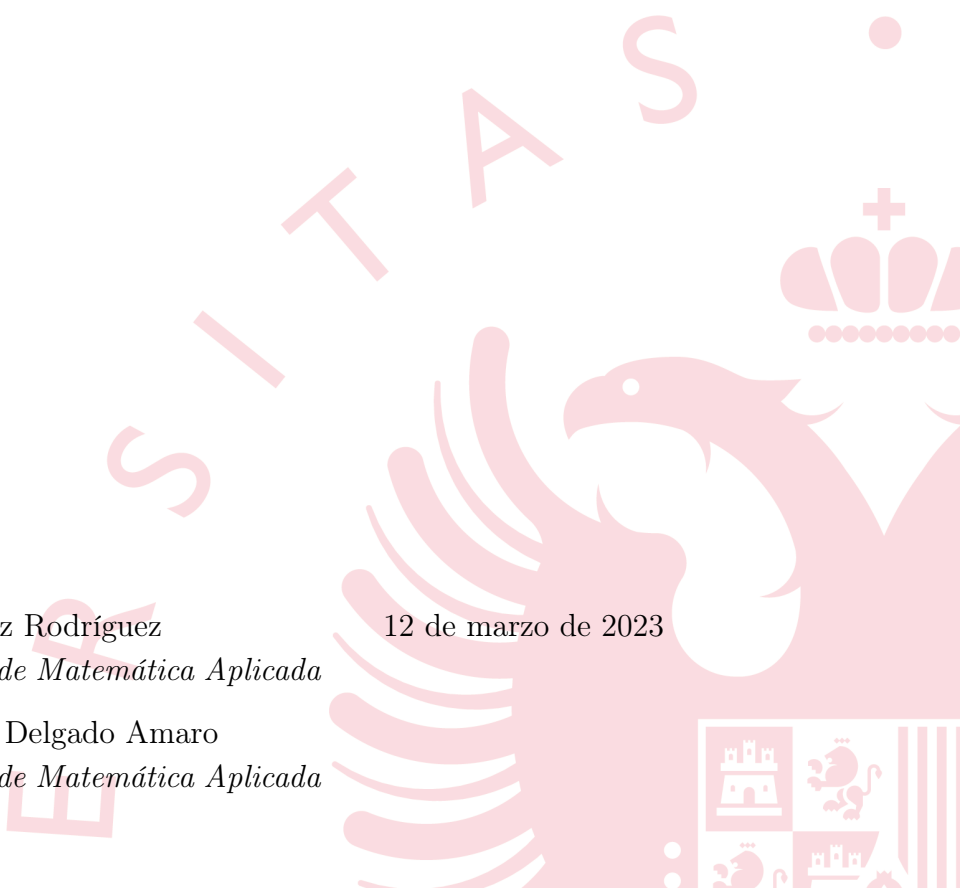 E R S I T A S •
z Rodríguez
12 de marzo de 2023
de Matemática Aplicada
Delgado Amaro
de Matemática Aplicada